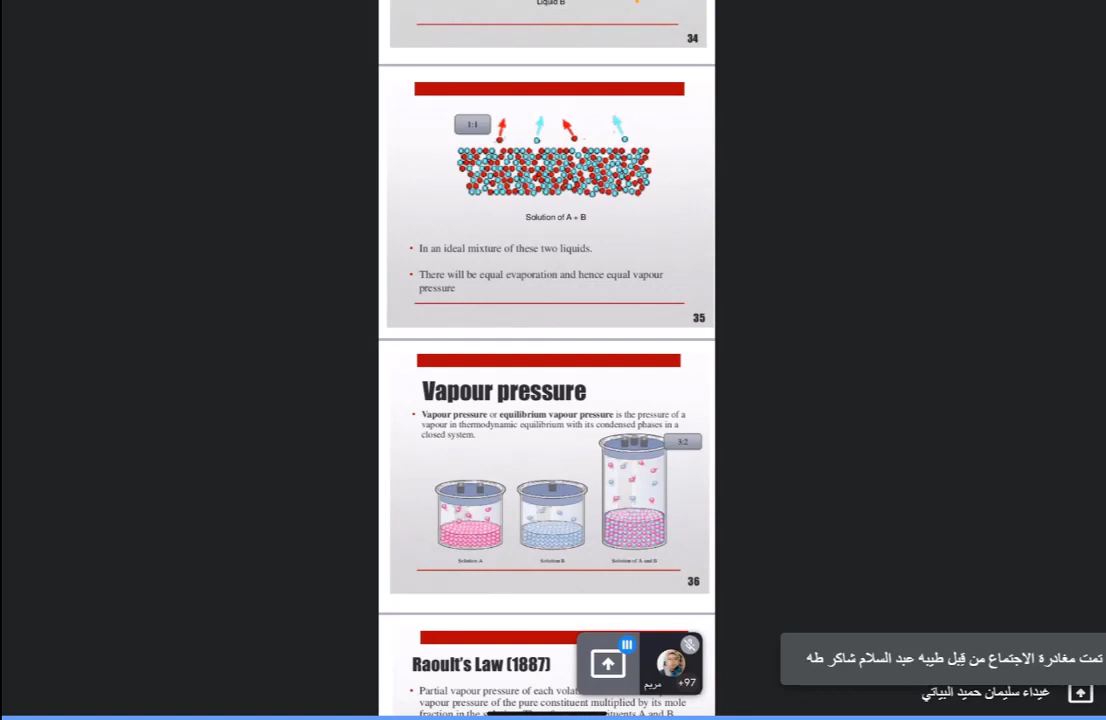 Liquid B
34
1:1
Solution of A + B
• In an ideal mixture of these two liquids.
• There will be equal evaporation and hence equal vapour
pressure
35
Vapour pressure
• Vapour pressure or equilibrium vapour pressure is the pressure of a
vapour in thermodynamic equilibrium with its condensed phases in a
closed system.
3:2
Solution A
Solution B
Solution of A and B
36
Raoult's Law (1887)
• Partial vapour pressure of each
vapour pressure of the pure constituent multiplied by its mole
fraction in the
A and B
مريم
+97
تمت مغادرة الاجتماع من قِبل طيبه عبد السلام شاكر طه
غيداء سليمان حميد البياتي